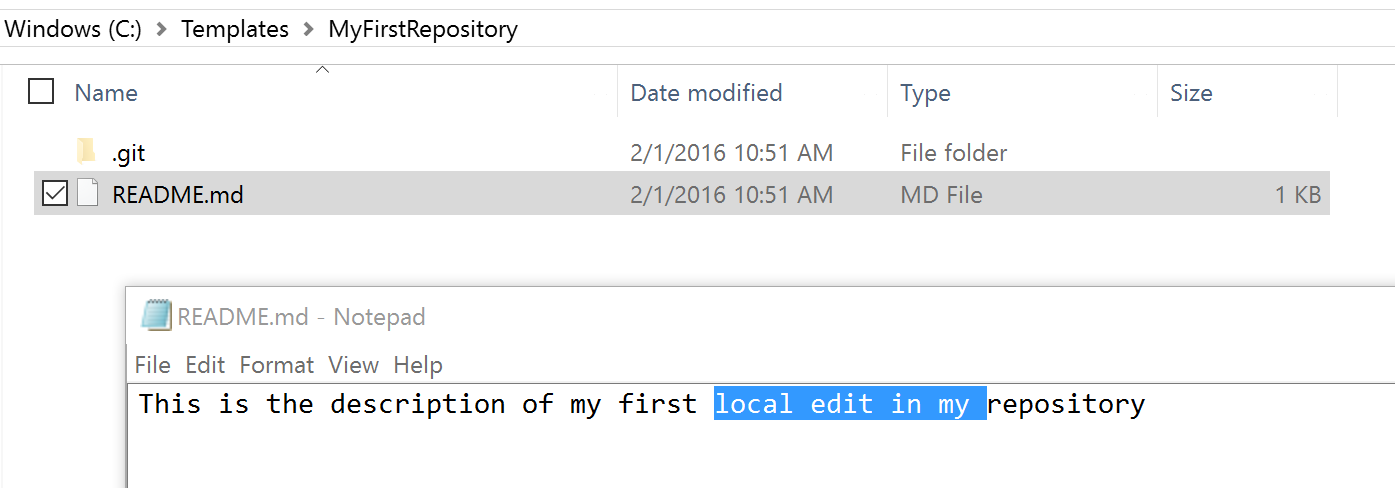 Windows (C:) > Templates > MyFirstRepository
Name Date modified Type Size
.git 2/1/2016 10:51 AM File folder
README.md 2/1/2016 10:51 AM MD File 1 KB
README.md - Notepad
File Edit Format View Help
This is the description of my first local edit in my repository